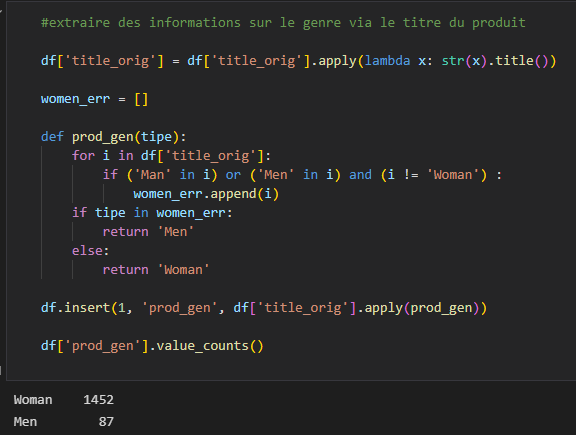 #extraire des informations sur le genre via le titre du produit
df['title_orig'] = df['title_orig'].apply(lambda x: str(x).title())
women_err = []
def prod_gen(tipe):
    for i in df['title_orig']:
        if ('Man' in i) or ('Men' in i) and (i != 'Woman') :
            women_err.append(i)
    if tipe in women_err:
        return 'Men'
    else:
        return 'Woman'
df.insert(1, 'prod_gen', df['title_orig'].apply(prod_gen))
df['prod_gen'].value_counts()
Woman    1452
Men        87